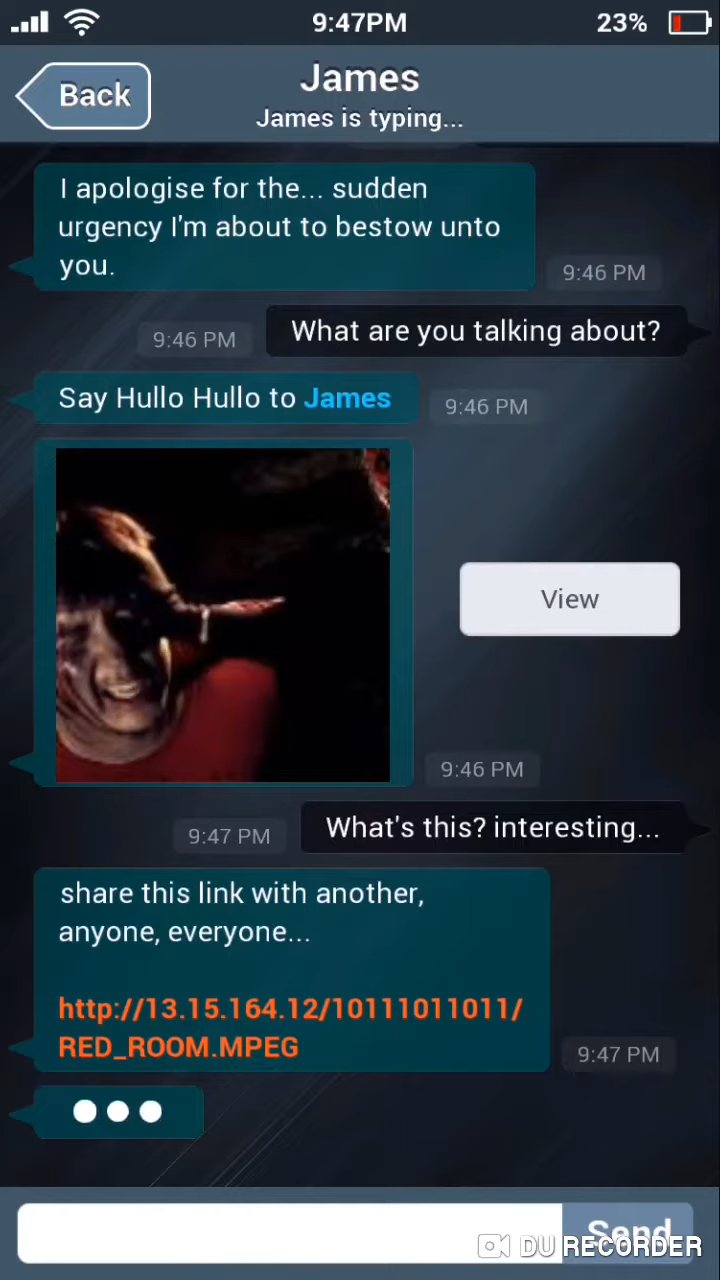 9:47PM
23%
Back
James
James is typing...
I apologise for the... sudden
urgency I'm about to bestow unto
you.
9:46 PM
9:46 PM
What are you talking about?
Say Hullo Hullo to James
9:46 PM
View
9:46 PM
9:47 PM
What's this? interesting...
share this link with another,
anyone, everyone...
http://13.15.164.12/10111011011/
RED_ROOM.MPEG
9:47 PM
Send
DU RECORDER